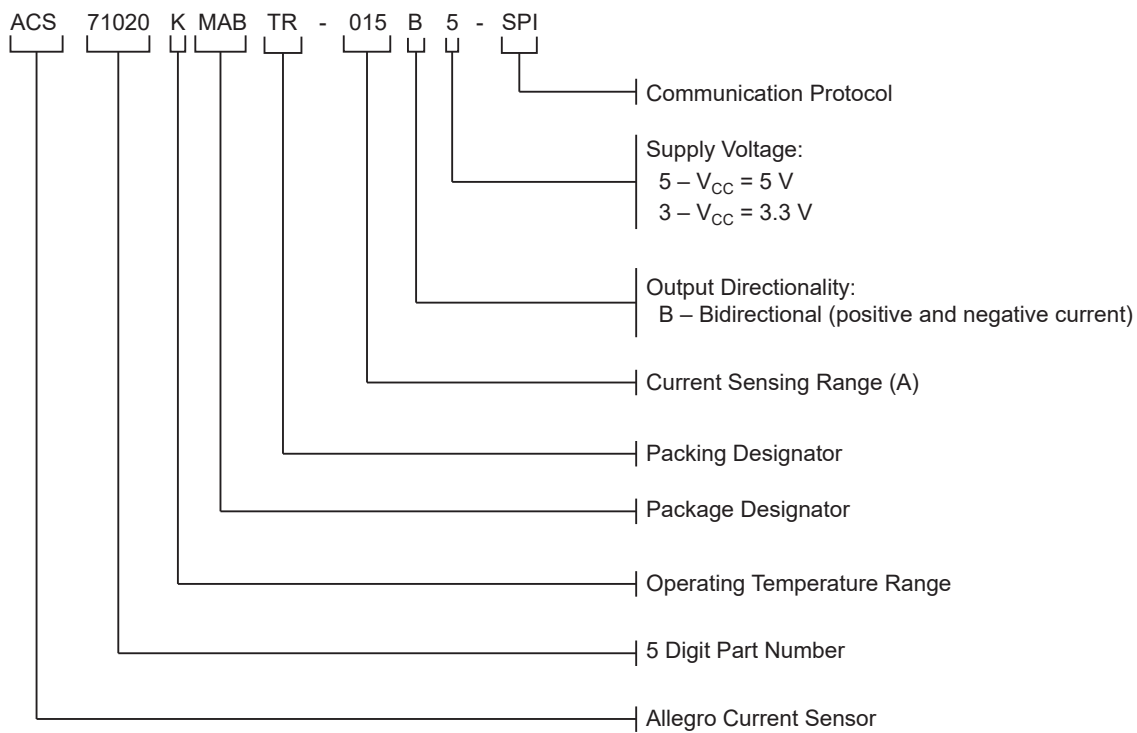 ACS 71020 K MAB TR - 015 B 5 - SPI
Communication Protocol
Supply Voltage:
5 – VCC = 5 V
3 – VCC = 3.3 V
Output Directionality:
B – Bidirectional (positive and negative current)
Current Sensing Range (A)
Packing Designator
Package Designator
Operating Temperature Range
5 Digit Part Number
Allegro Current Sensor